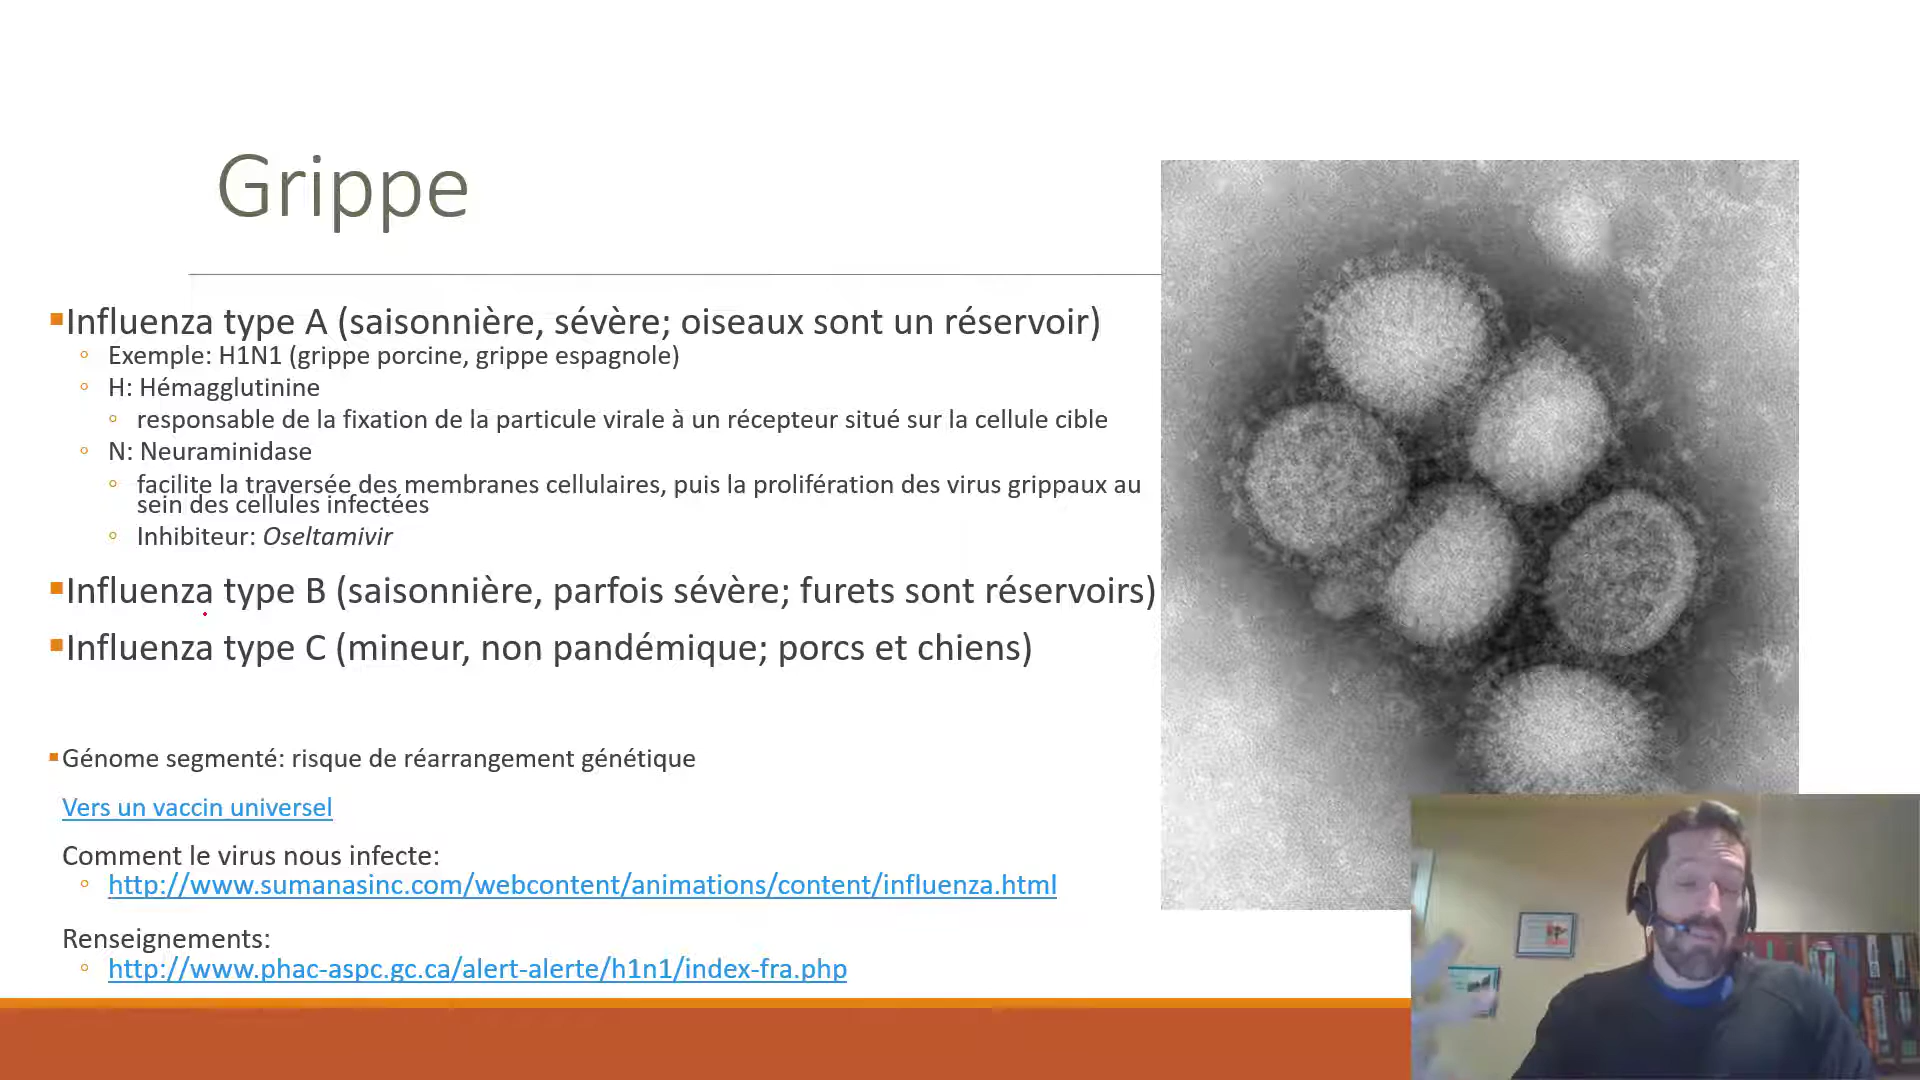 Grippe
Influenza type A (saisonnière, sévère; oiseaux sont un réservoir)
Exemple: H1N1 (grippe porcine, grippe espagnole)
H: Hémagglutinine
responsable de la fixation de la particule virale à un récepteur situé sur la cellule cible
N: Neuraminidase
facilite la traversée des membranes cellulaires, puis la prolifération des virus grippaux au
sein des cellules infectées
Inhibiteur: Oseltamivir
Influenza type B (saisonnière, parfois sévère; furets sont réservoirs)
Influenza type C (mineur, non pandémique; porcs et chiens)
Génome segmenté: risque de réarrangement génétique
Vers un vaccin universel
Comment le virus nous infecte:
http://www.sumanasinc.com/webcontent/animations/content/influenza.html
Renseignements:
http://www.phac-aspc.gc.ca/alert-alerte/h1n1/index-fra.php